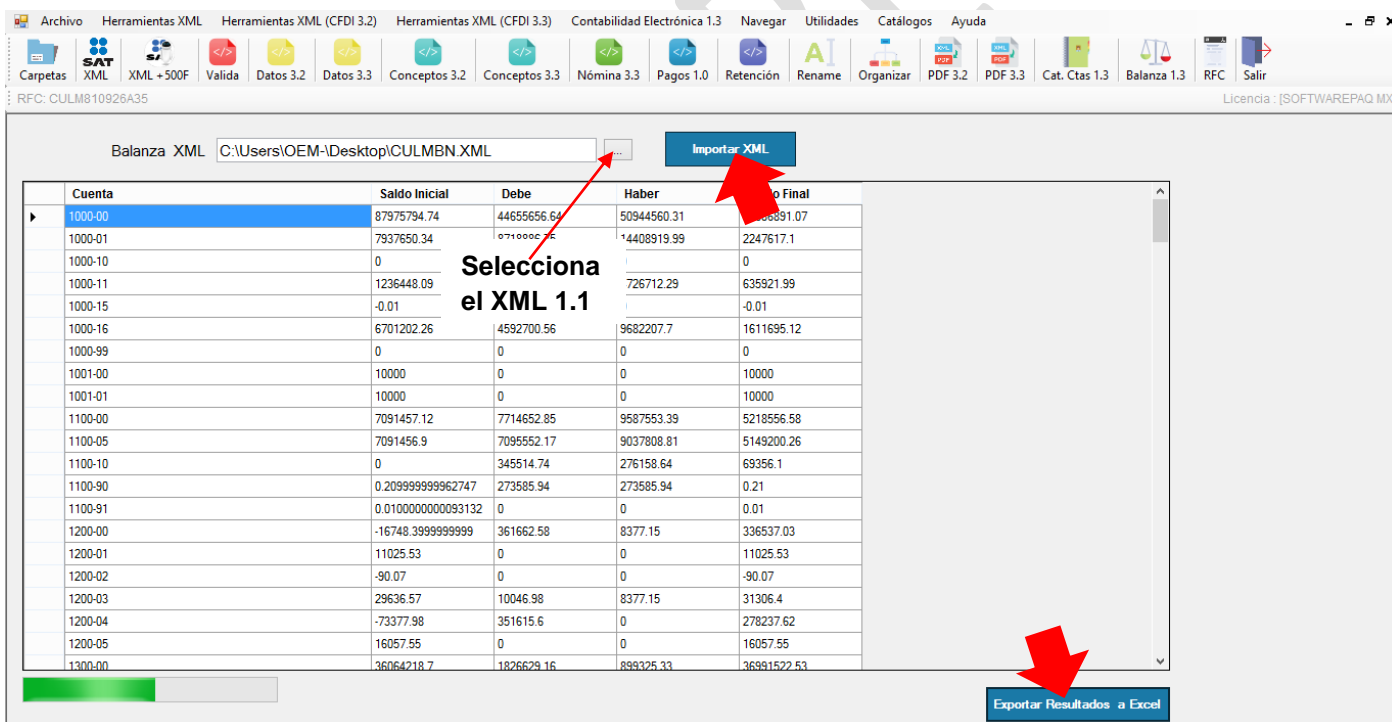 Archivo Herramientas XML Herramientas XML (CFDI 3.2) Herramientas XML (CFDI 3.3) Contabilidad Electrónica 1.3 Navegar Utilidades Catálogos Ayuda
Carpetas SAT XML XML +500F Valida Datos 3.2 Datos 3.3 Conceptos 3.2 Conceptos 3.3 Nómina 3.3 Pagos 1.0 Retención Rename Organizar PDF 3.2 PDF 3.3 Cat. Ctas 1.3 Balanza 1.3 RFC Salir
RFC: CULM810926A35 Licencia : [SOFTWAREPAQ MX
Balanza XML C:\Users\OEM-\Desktop\CULMBN.XML ... Importar XML
Cuenta Saldo Inicial Debe Haber Final
1000-00 87975794.74 44655656.64 50944560.31
1000-01 7937650.34 14408919.99 2247617.1
1000-10 0 0
1000-11 1236448.09 726712.29 635921.99
1000-15 -0.01 -0.01
Selecciona
el XML 1.1
1000-16 6701202.26 4592700.56 9682207.7 1611695.12
1000-99 0 0 0 0
1001-00 10000 0 0 10000
1001-01 10000 0 0 10000
1100-00 7091457.12 7714652.85 9587553.39 5218556.58
1100-05 7091456.9 7095552.17 9037808.81 5149200.26
1100-10 0 345514.74 276158.64 69356.1
1100-90 0.209999999962747 273585.94 273585.94 0.21
1100-91 0.0100000000093132 0 0 0.01
1200-00 -16748.3999999999 361662.58 8377.15 336537.03
1200-01 11025.53 0 0 11025.53
1200-02 -90.07 0 0 -90.07
1200-03 29636.57 10046.98 8377.15 31306.4
1200-04 -73377.98 351615.6 0 278237.62
1200-05 16057.55 0 0 16057.55
1300-00 36064218.7 1826629.16 899325.33 36991522.53
Exportar Resultados a Excel